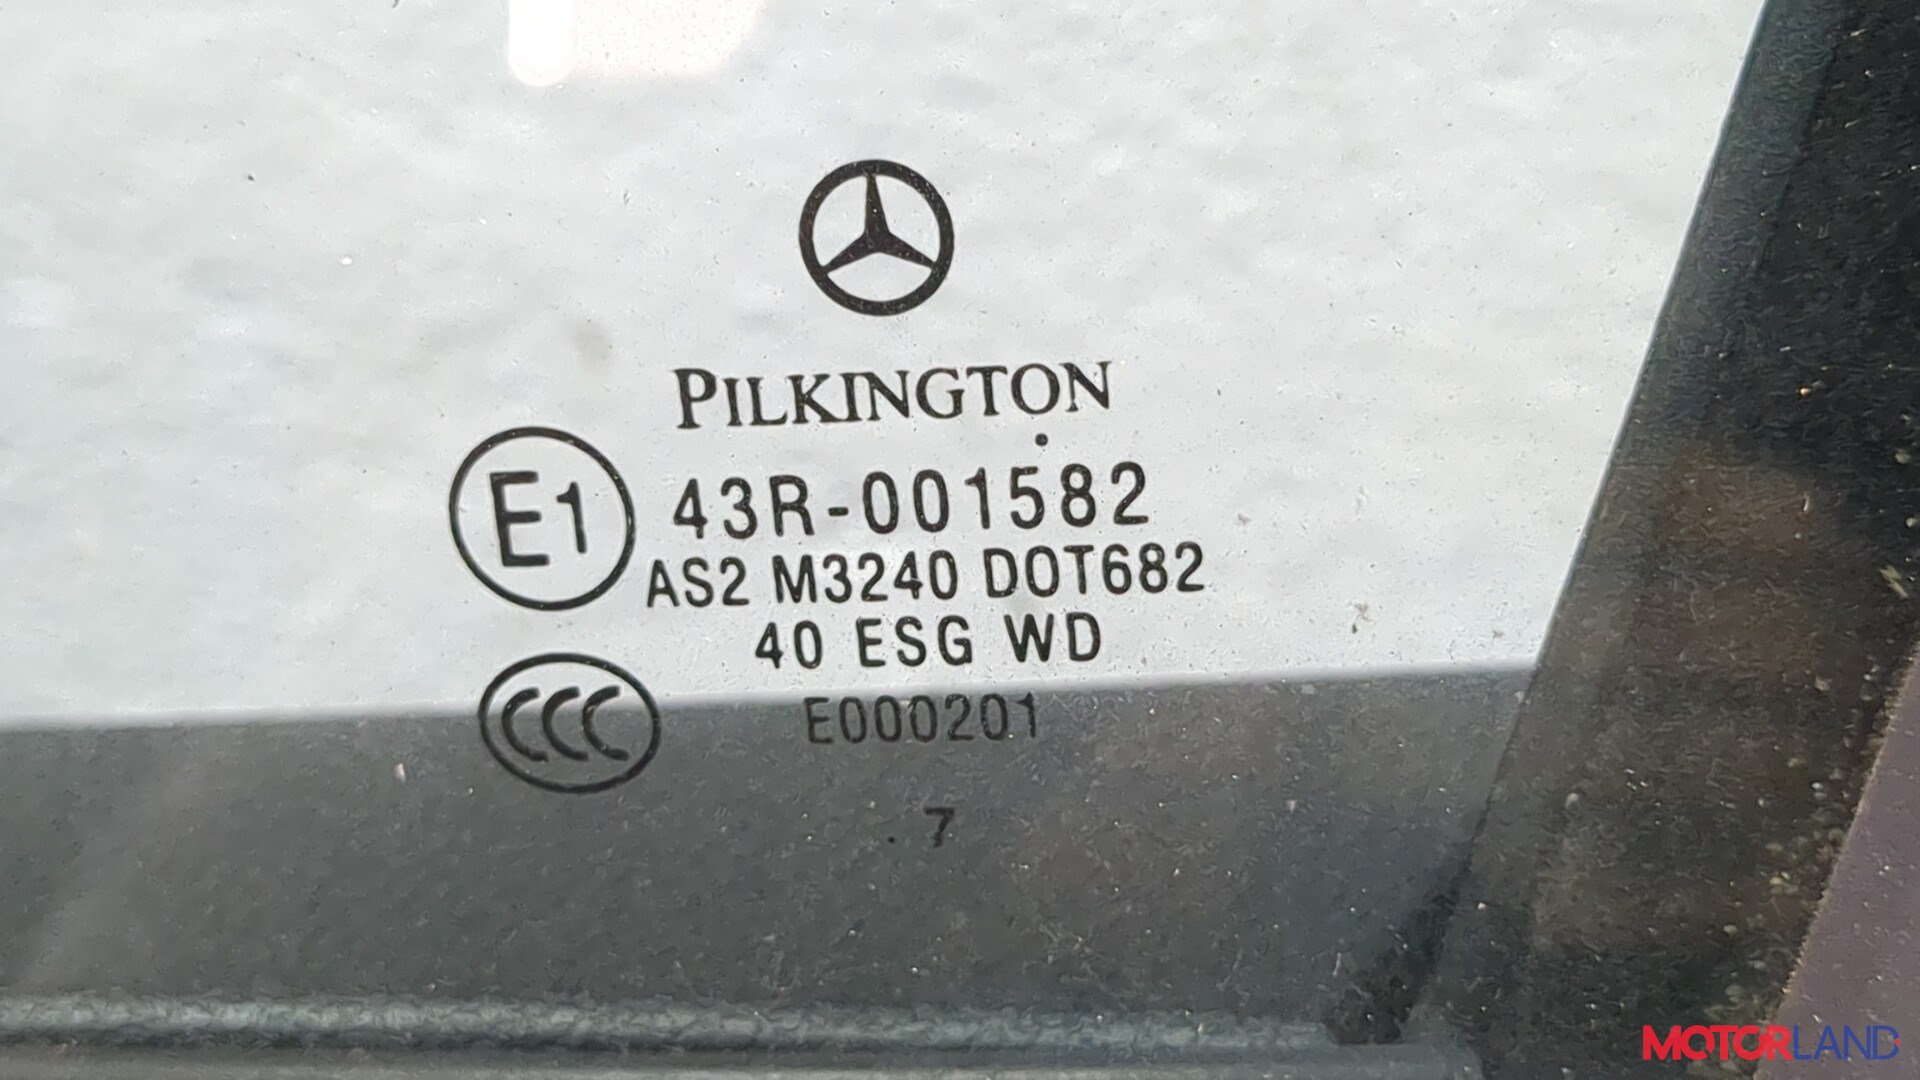 PILKINGTON
E1 43R-001582
AS2 M3240 DOT682
40 ESG WD
CCC E000201
. 7
MOTORLAND